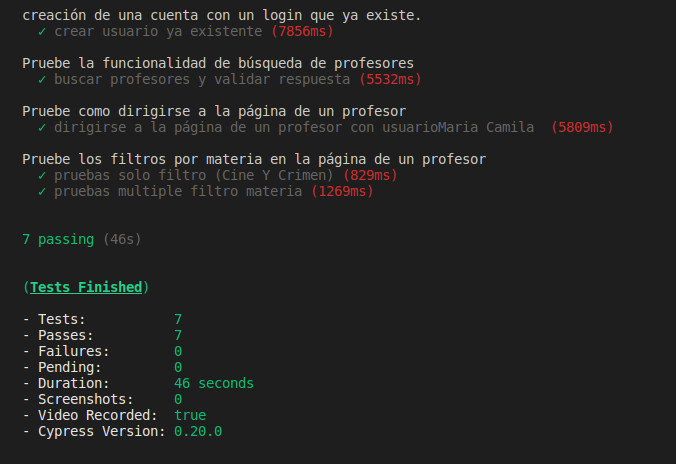 creación de una cuenta con un login que ya existe.
✓ crear usuario ya existente (7856ms)
Pruebe la funcionalidad de búsqueda de profesores
✓ buscar profesores y validar respuesta (5532ms)
Pruebe como dirigirse a la página de un profesor
✓ dirigirse a la página de un profesor con usuarioMaria Camila  (5809ms)
Pruebe los filtros por materia en la página de un profesor
✓ pruebas solo filtro (Cine Y Crimen) (829ms)
✓ pruebas multiple filtro materia (1269ms)
7 passing (46s)
(Tests Finished)
- Tests: 7
- Passes: 7
- Failures: 0
- Pending: 0
- Duration: 46 seconds
- Screenshots: 0
- Video Recorded: true
- Cypress Version: 0.20.0